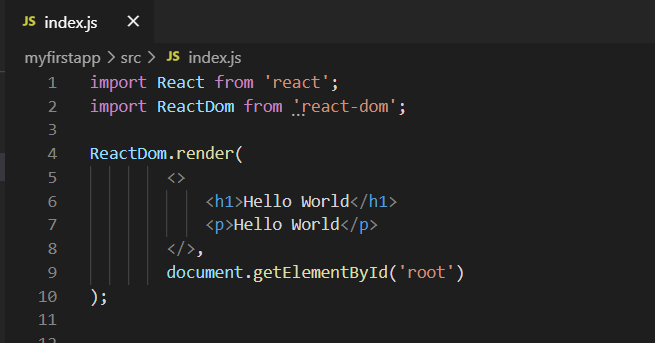 JS index.js ×
myfirstapp > src > JS index.js
1 import React from 'react';
2 import ReactDom from 'react-dom';
3
4 ReactDom.render(
5 <>
6 <h1>Hello World</h1>
7 <p>Hello World</p>
8 </>,
9 document.getElementById('root')
10 );
11
12